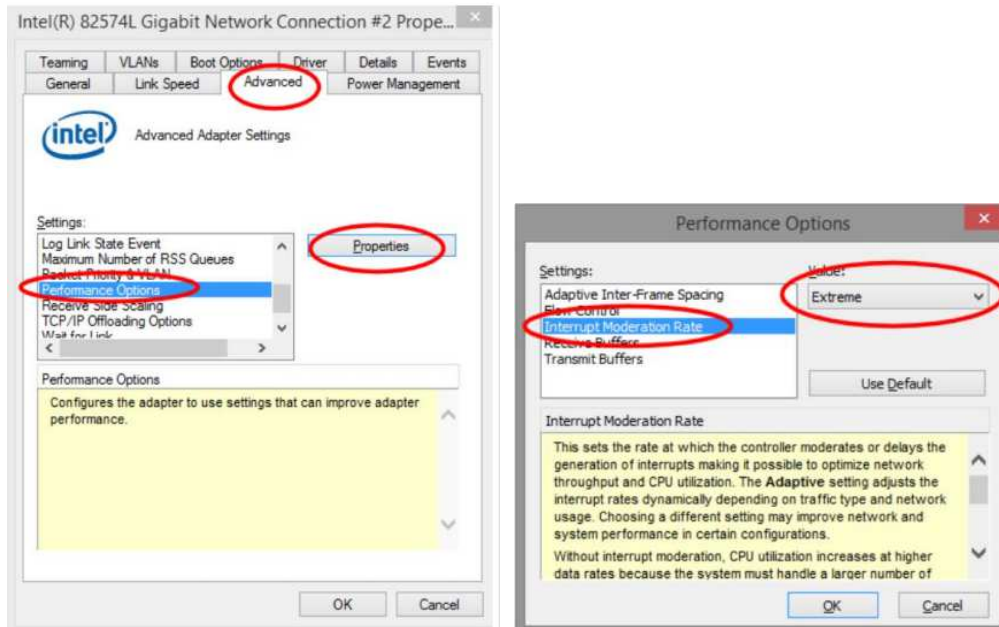 Intel(R) 82574L Gigabit Network Connection #2 Prope...
Teaming VLANs Boot Options Driver Details Events
General Link Speed Advanced Power Management
intel
Advanced Adapter Settings
Settings:
Log Link State Event
Maximum Number of RSS Queues
Packet Priority & VLAN
Performance Options
Receive Side Scaling
TCP/IP Offloading Options
Wait for Link
Properties
Performance Options
Configures the adapter to use settings that can improve adapter
performance.
OK Cancel
Performance Options
Settings:
Adaptive Inter-Frame Spacing
Flow Control
Interrupt Moderation Rate
Receive Buffers
Transmit Buffers
Value:
Extreme
Use Default
Interrupt Moderation Rate
This sets the rate at which the controller moderates or delays the
generation of interrupts making it possible to optimize network
throughput and CPU utilization. The Adaptive setting adjusts the
interrupt rates dynamically depending on traffic type and network
usage. Choosing a different setting may improve network and
system performance in certain configurations.
Without interrupt moderation, CPU utilization increases at higher
data rates because the system must handle a larger number of
OK Cancel